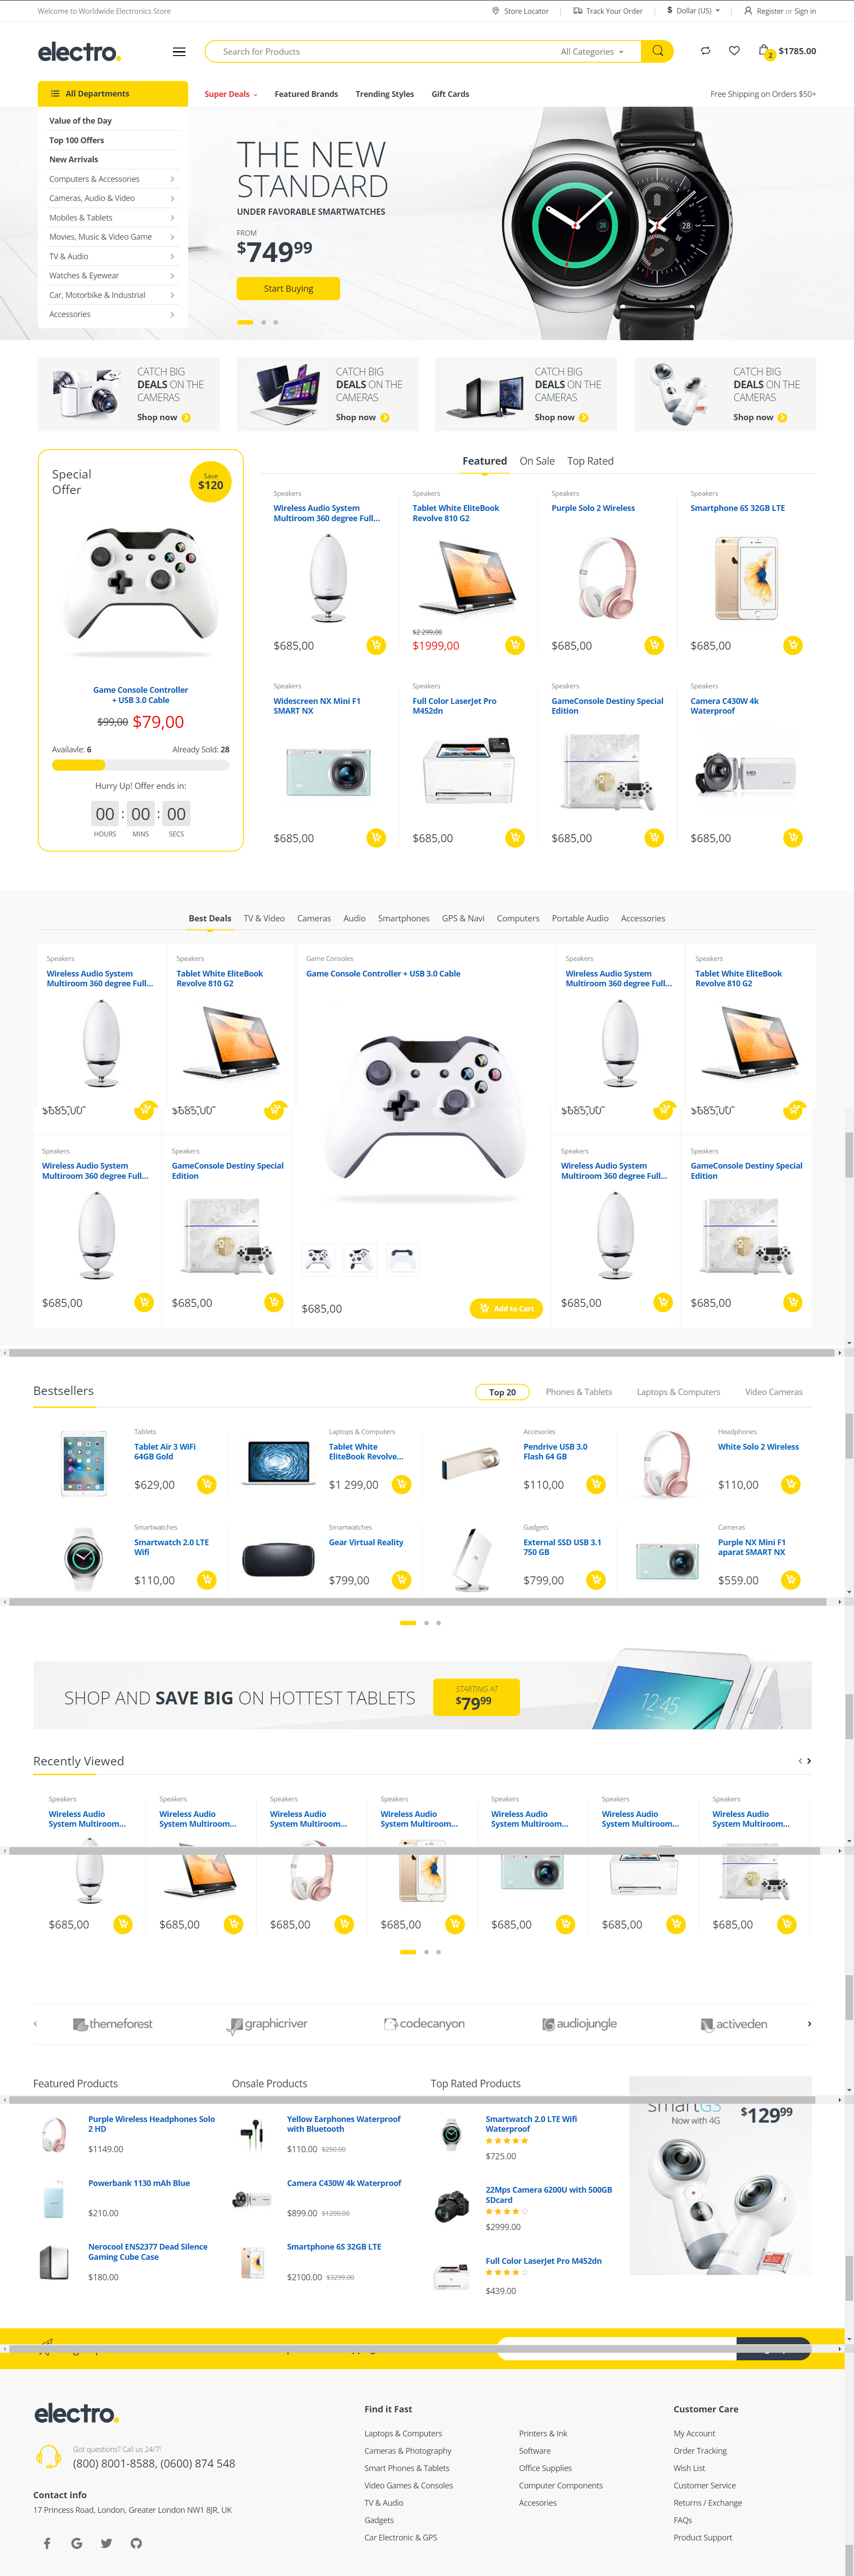 Welcome to Worldwide Electronics Store
Store Locator
Track Your Order
$ Dollar (US)
Register or Sign in
electro.
Search for Products
All Categories
2
$1785.00
All Departments
Super Deals
Featured Brands
Trending Styles
Gift Cards
Free Shipping on Orders $50+
Value of the Day
Top 100 Offers
New Arrivals
Computers & Accessories
Cameras, Audio & Video
Mobiles & Tablets
Movies, Music & Video Game
TV & Audio
Watches & Eyewear
Car, Motorbike & Industrial
Accessories
THE NEW
STANDARD
UNDER FAVORABLE SMARTWATCHES
FROM
$749 99
Start Buying
28
28
CATCH BIG
DEALS ON THE
CAMERAS
Shop now
CATCH BIG
DEALS ON THE
CAMERAS
Shop now
CATCH BIG
DEALS ON THE
CAMERAS
Shop now
CATCH BIG
DEALS ON THE
CAMERAS
Shop now
Special
Offer
Save
$120
Game Console Controller
+ USB 3.0 Cable
$99,00 $79,00
Availavle: 6
Already Sold: 28
Hurry Up! Offer ends in:
00 : 00 : 00
HOURS MINS SECS
Featured
On Sale
Top Rated
Speakers
Wireless Audio System
Multiroom 360 degree Full...
$685,00
Speakers
Tablet White EliteBook
Revolve 810 G2
$2 299,00
$1999,00
Speakers
Purple Solo 2 Wireless
$685,00
Speakers
Smartphone 6S 32GB LTE
$685,00
Speakers
Widescreen NX Mini F1
SMART NX
$685,00
Speakers
Full Color LaserJet Pro
M452dn
$685,00
Speakers
GameConsole Destiny Special
Edition
$685,00
Speakers
Camera C430W 4k
Waterproof
HD
$685,00
Best Deals
TV & Video
Cameras
Audio
Smartphones
GPS & Navi
Computers
Portable Audio
Accessories
Speakers
Wireless Audio System
Multiroom 360 degree Full...
$685,00
Speakers
Tablet White EliteBook
Revolve 810 G2
$685,00
Game Consoles
Game Console Controller + USB 3.0 Cable
Speakers
Wireless Audio System
Multiroom 360 degree Full...
$685,00
Speakers
Tablet White EliteBook
Revolve 810 G2
$685,00
Speakers
Wireless Audio System
Multiroom 360 degree Full...
$685,00
Speakers
GameConsole Destiny Special
Edition
$685,00
$685,00
Add to Cart
Speakers
Wireless Audio System
Multiroom 360 degree Full...
$685,00
Speakers
GameConsole Destiny Special
Edition
$685,00
Bestsellers
Top 20
Phones & Tablets
Laptops & Computers
Video Cameras
Tablets
Tablet Air 3 WiFi
64GB Gold
$629,00
Laptops & Computers
Tablet White
EliteBook Revolve...
$1 299,00
Accesories
Pendrive USB 3.0
Flash 64 GB
$110,00
Headphones
White Solo 2 Wireless
$110,00
Smartwatches
Smartwatch 2.0 LTE
Wifi
$110,00
Smartwatches
Gear Virtual Reality
$799,00
Gadgets
External SSD USB 3.1
750 GB
$799,00
Cameras
Purple NX Mini F1
aparat SMART NX
$559.00
SHOP AND SAVE BIG ON HOTTEST TABLETS
STARTING AT
$79 99
12:45
Recently Viewed
Speakers
Wireless Audio
System Multiroom...
$685,00
Speakers
Wireless Audio
System Multiroom...
$685,00
Speakers
Wireless Audio
System Multiroom...
$685,00
Speakers
Wireless Audio
System Multiroom...
$685,00
Speakers
Wireless Audio
System Multiroom...
$685,00
Speakers
Wireless Audio
System Multiroom...
$685,00
Speakers
Wireless Audio
System Multiroom...
$685,00
themeforest
graphicriver
codecanyon
audiojungle
activeden
Featured Products
Purple Wireless Headphones Solo
2 HD
$1149.00
Powerbank 1130 mAh Blue
$210.00
Nerocool EN52377 Dead Silence
Gaming Cube Case
$180.00
Onsale Products
Yellow Earphones Waterproof
with Bluetooth
$110.00 $250.00
Camera C430W 4k Waterproof
$899.00 $1200.00
Smartphone 6S 32GB LTE
$2100.00 $3299.00
Top Rated Products
Smartwatch 2.0 LTE Wifi
Waterproof
$725.00
22Mps Camera 6200U with 500GB
SDcard
$2999.00
Full Color LaserJet Pro M452dn
$439.00
smartG3
Now with 4G
$129 99
electro.
Got questions? Call us 24/7!
(800) 8001-8588, (0600) 874 548
Contact info
17 Princess Road, London, Greater London NW1 8JR, UK
Find it Fast
Laptops & Computers
Cameras & Photography
Smart Phones & Tablets
Video Games & Consoles
TV & Audio
Gadgets
Car Electronic & GPS
Printers & Ink
Software
Office Supplies
Computer Components
Accesories
Customer Care
My Account
Order Tracking
Wish List
Customer Service
Returns / Exchange
FAQs
Product Support